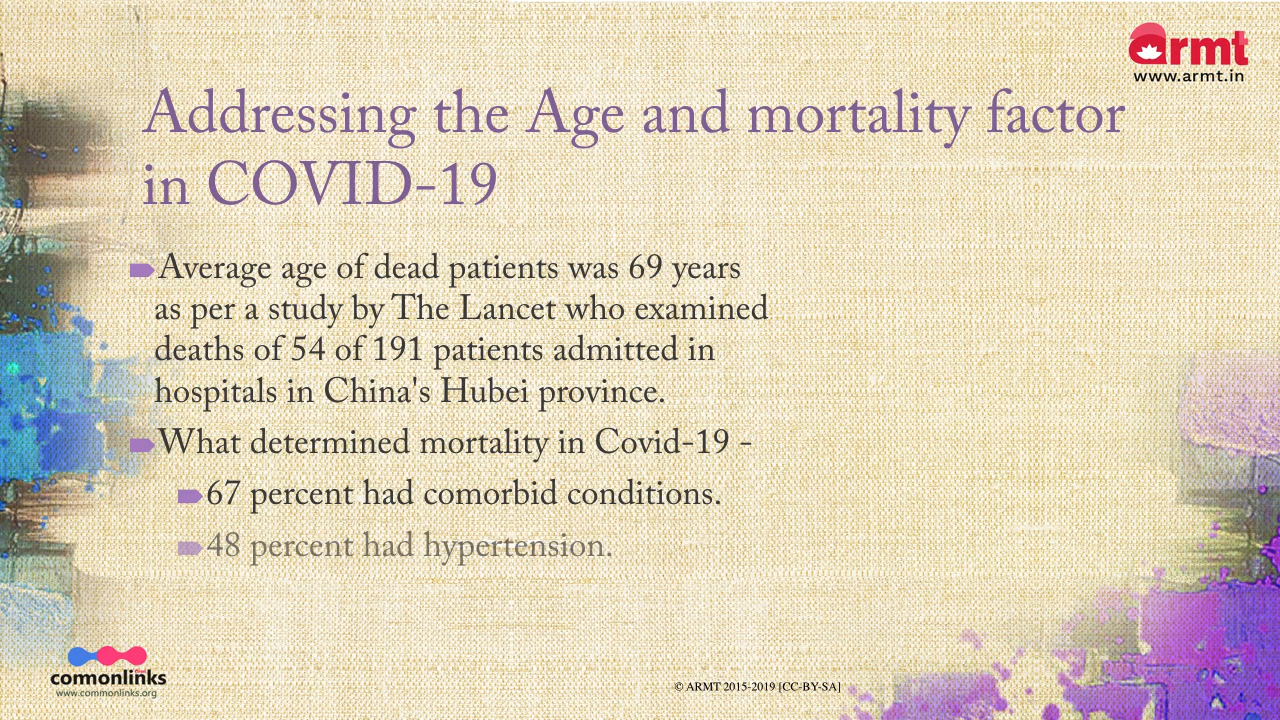 armt
www.armt.in
Addressing the Age and mortality factor
in COVID-19
Average age of dead patients was 69 years
as per a study by The Lancet who examined
deaths of 54 of 191 patients admitted in
hospitals in China's Hubei province.
What determined mortality in Covid-19 -
67 percent had comorbid conditions.
48 percent had hypertension.
commonlinks
www.commonlinks.org
© ARMT 2015-2019 [CC-BY-SA]